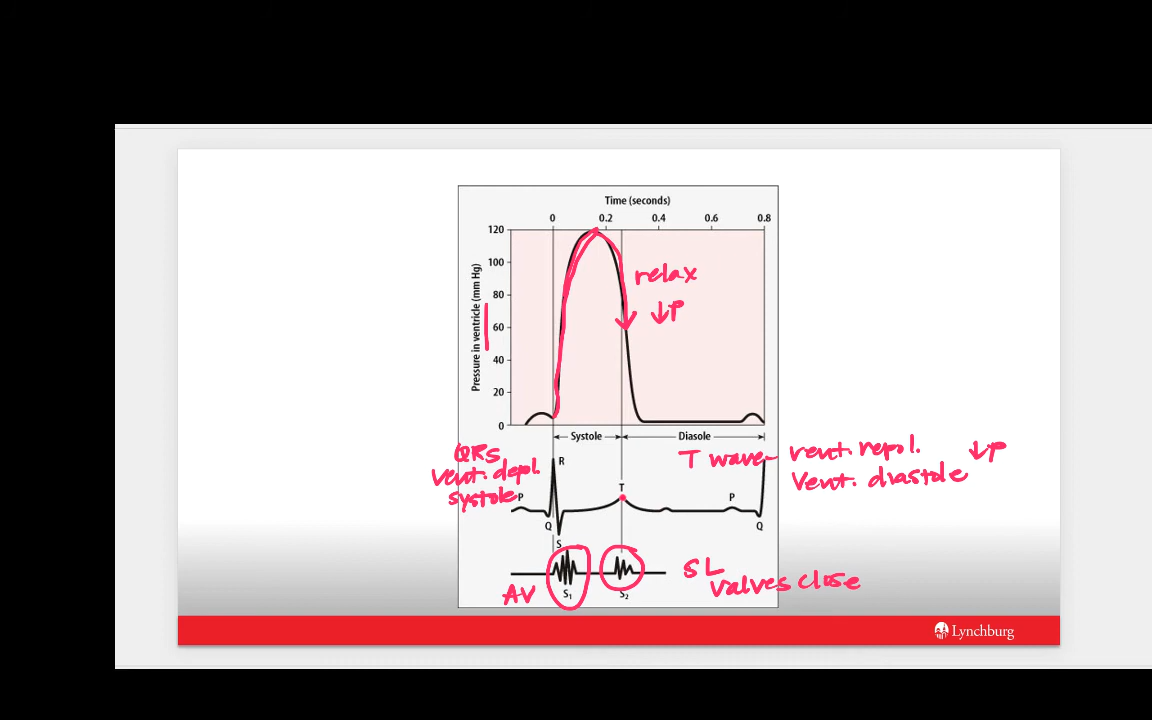 Time (seconds)
0 0.2 0.4 0.6 0.8
120
100
80
60
40
20
0
Pressure in ventricle (mm Hg)
relax
↓P
Systole Diasole
QRS
vent. depl.
systole
T wave- vent. repol. ↓P
Vent. diastole
R
P
Q
S
T
P
Q
AV
S₁
S₂
SL
valves close
Lynchburg